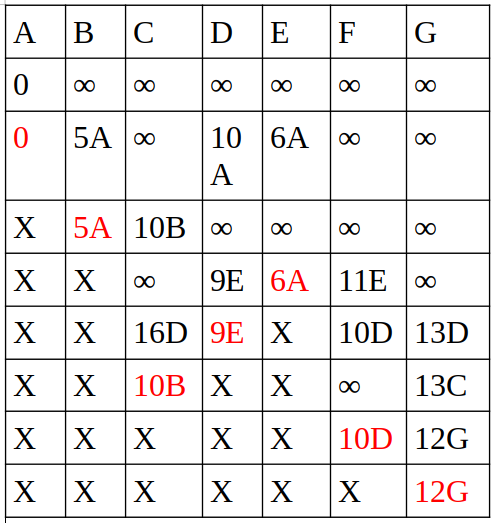 A B C D E F G
0 ∞ ∞ ∞ ∞ ∞ ∞
0 5A ∞ 10 6A ∞ ∞
A
X 5A 10B ∞ ∞ ∞ ∞
X X ∞ 9E 6A 11E ∞
X X 16D 9E X 10D 13D
X X 10B X X ∞ 13C
X X X X X 10D 12G
X X X X X X 12G